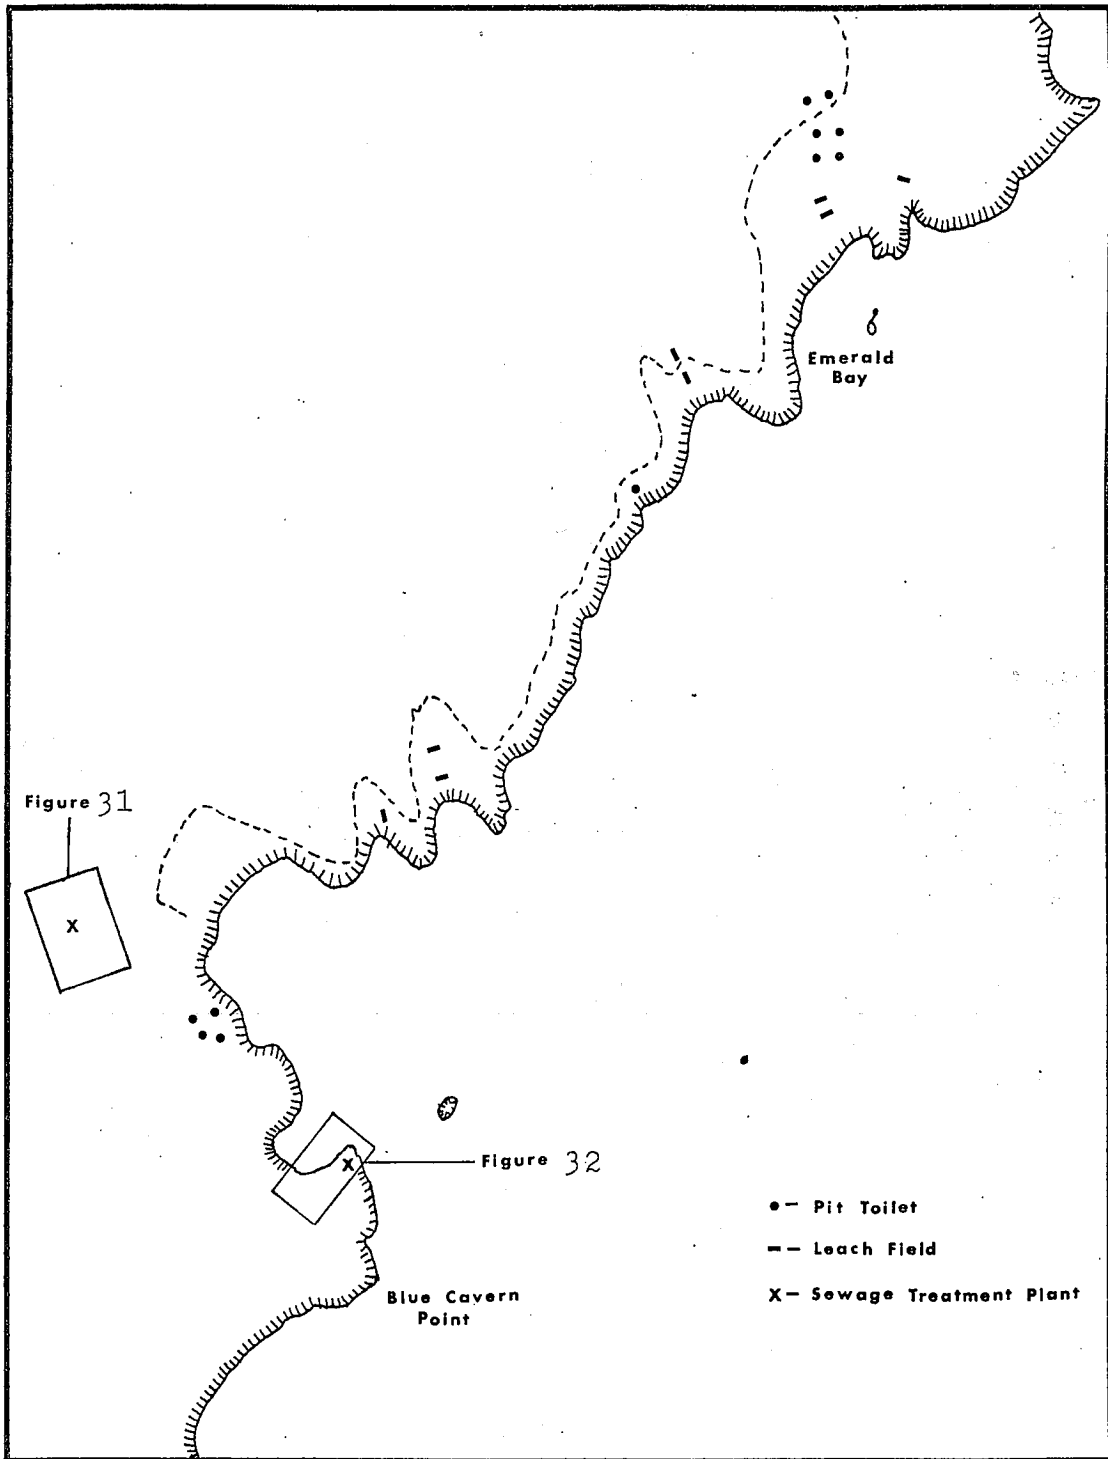 Emerald
Bay
Figure 31
X
X
Figure 32
Blue Cavern
Point
●– Pit Toilet
▬– Leach Field
X– Sewage Treatment Plant